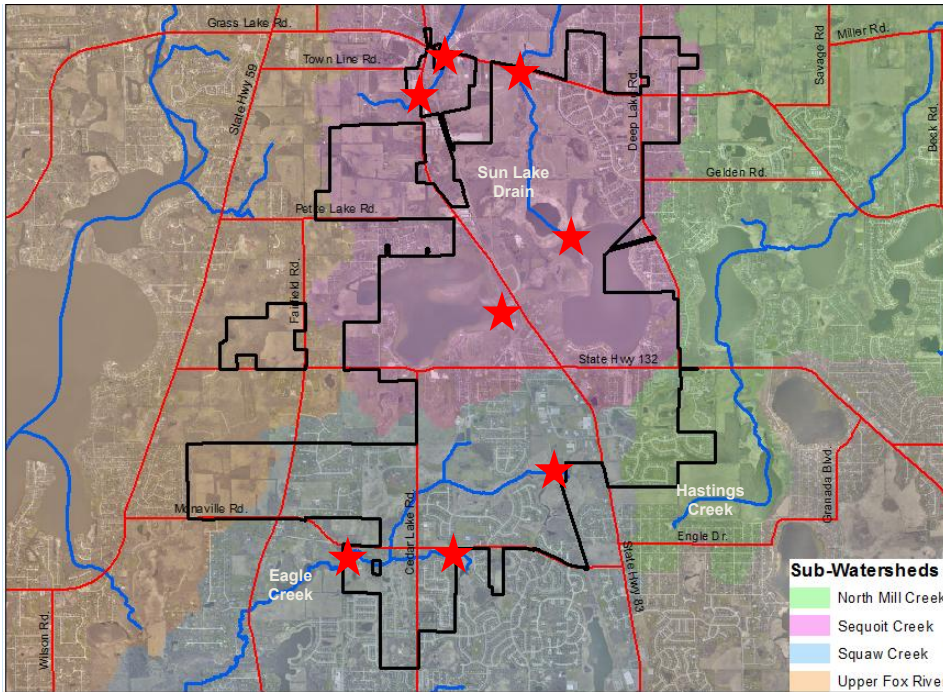 Grass Lake Rd.
Town Line Rd.
State Hwy 59
Savage Rd
Miller Rd.
Deep Lake Rd.
Beck Rd.
Sun Lake
Drain
Gelden Rd.
Petite Lake Rd.
Fairfield Rd.
State Hwy 132
Granada Blvd.
Hastings
Creek
Monaville Rd.
Cedar Lake Rd.
Engle Dr.
Eagle
Creek
State Hwy 83
Wilson Rd.
Sub-Watersheds
North Mill Creek
Sequoit Creek
Squaw Creek
Upper Fox River